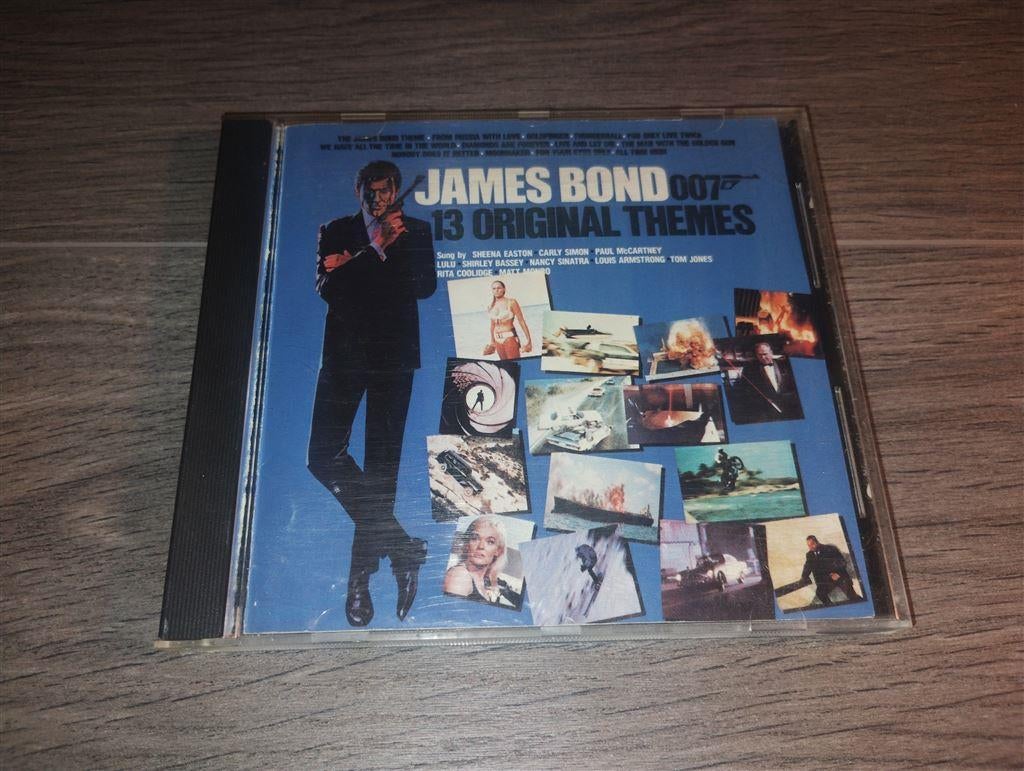 THE JAMES BOND THEME · FROM RUSSIA WITH LOVE · GOLDFINGER · THUNDERBALL · YOU ONLY LIVE TWICE
WE HAVE ALL THE TIME IN THE WORLD · DIAMONDS ARE FOREVER · LIVE AND LET DIE · THE MAN WITH THE GOLDEN GUN
NOBODY DOES IT BETTER · MOONRAKER · FOR YOUR EYES ONLY · ALL TIME HIGH
JAMES BOND 007
13 ORIGINAL THEMES
Sung by SHEENA EASTON · CARLY SIMON · PAUL McCARTNEY
LULU · SHIRLEY BASSEY · NANCY SINATRA · LOUIS ARMSTRONG · TOM JONES
RITA COOLIDGE · MATT MONRO